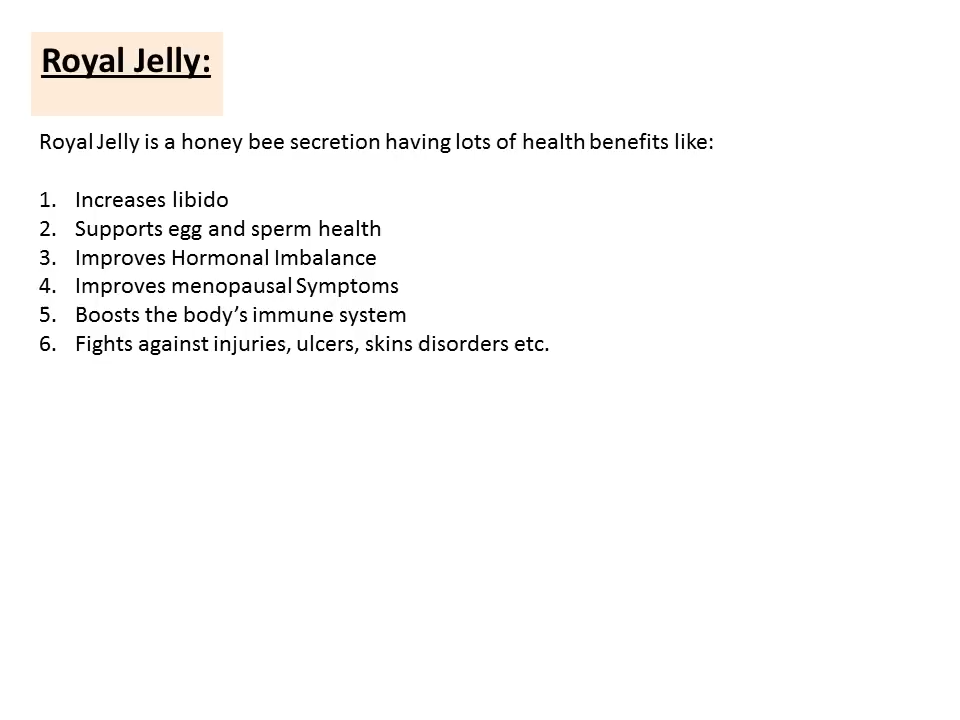 Royal Jelly:
Royal Jelly is a honey bee secretion having lots of health benefits like:
1. Increases libido
2. Supports egg and sperm health
3. Improves Hormonal Imbalance
4. Improves menopausal Symptoms
5. Boosts the body’s immune system
6. Fights against injuries, ulcers, skins disorders etc.